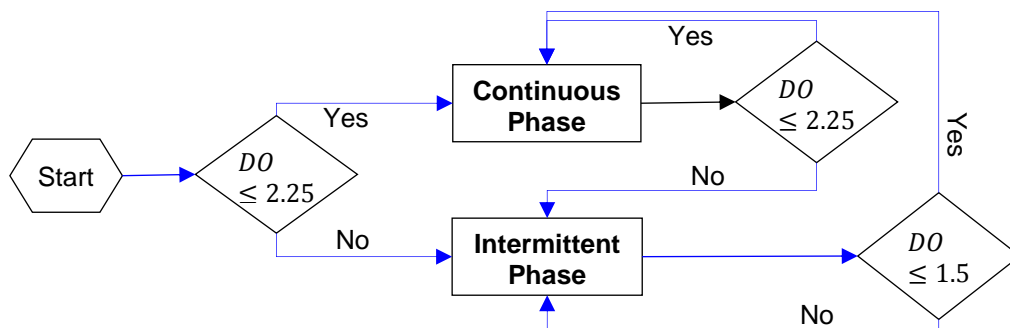 Start
DO
≤ 2.25
Yes
No
Continuous
Phase
Yes
DO
≤ 2.25
No
Intermittent
Phase
DO
≤ 1.5
Yes
No